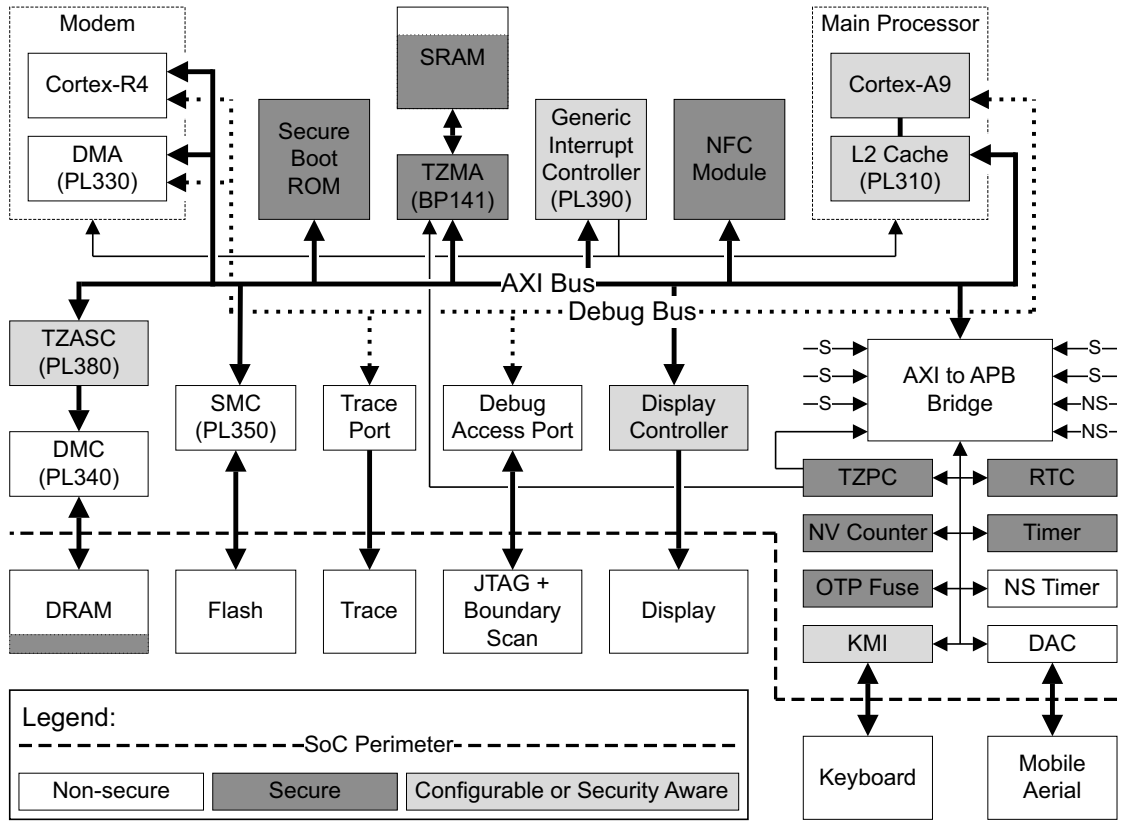 Modem
Cortex-R4
DMA
(PL330)
Secure
Boot
ROM
SRAM
TZMA
(BP141)
Generic
Interrupt
Controller
(PL390)
NFC
Module
Main Processor
Cortex-A9
L2 Cache
(PL310)
AXI Bus
Debug Bus
TZASC
(PL380)
DMC
(PL340)
SMC
(PL350)
Trace
Port
Debug
Access Port
Display
Controller
S
S
S
AXI to APB
Bridge
S
S
NS
NS
TZPC
RTC
NV Counter
Timer
OTP Fuse
NS Timer
KMI
DAC
DRAM
Flash
Trace
JTAG +
Boundary
Scan
Display
Keyboard
Mobile
Aerial
Legend:
SoC Perimeter
Non-secure
Secure
Configurable or Security Aware